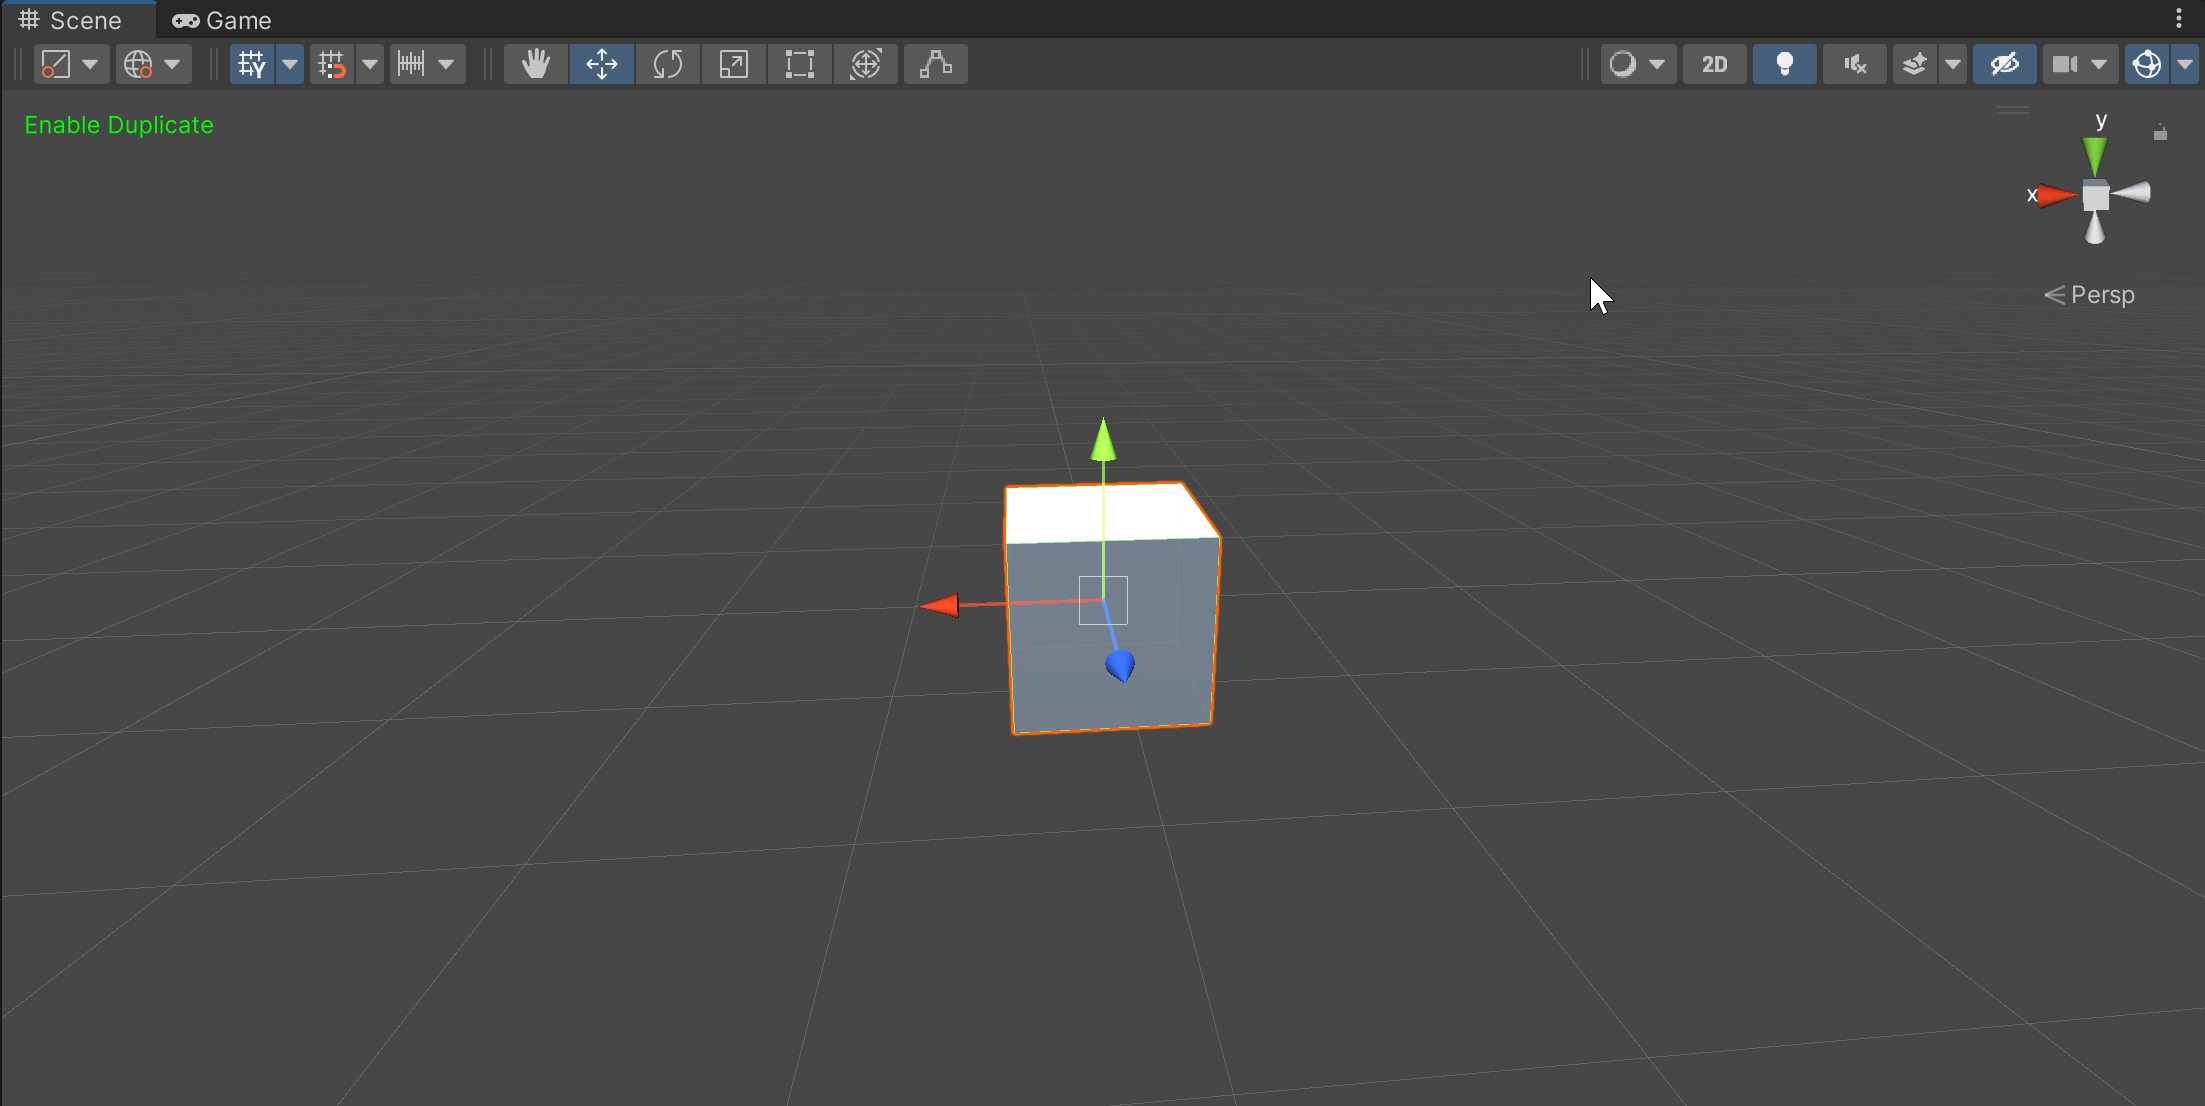 Scene
Game
Y
2D
Enable Duplicate
y
x
Persp